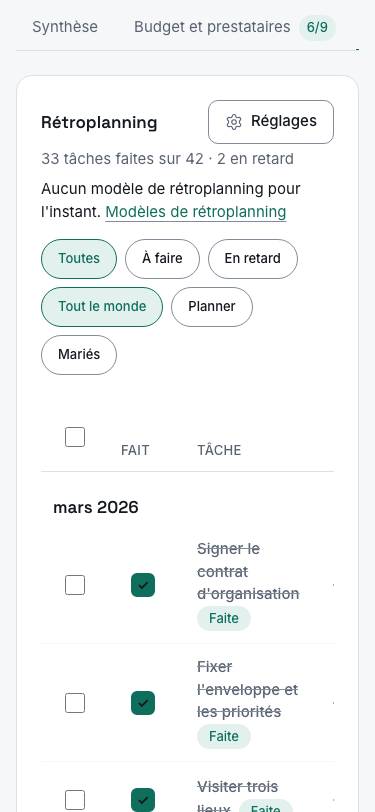 Synthèse Budget et prestataires 6/9
Rétroplanning Réglages
33 tâches faites sur 42 · 2 en retard
Aucun modèle de rétroplanning pour
l'instant. Modèles de rétroplanning
Toutes À faire En retard
Tout le monde Planner
Mariés
FAIT TÂCHE
mars 2026
Signer le
contrat
d'organisation
Faite
Fixer
l'enveloppe et
les priorités
Faite
Visiter trois
lieux Faite